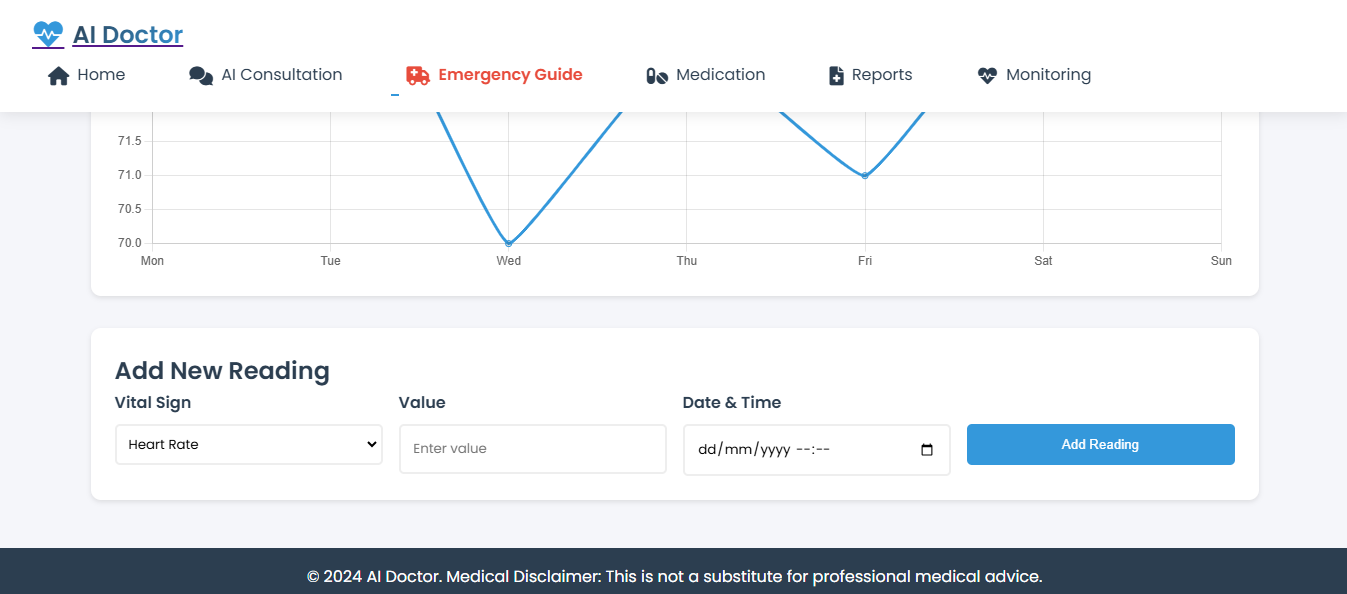 AI Doctor
Home AI Consultation Emergency Guide Medication Reports Monitoring
71.5
71.0
70.5
70.0
Mon Tue Wed Thu Fri Sat Sun
Add New Reading
Vital Sign Value Date & Time
Heart Rate Enter value dd/mm/yyyy --:-- Add Reading
© 2024 AI Doctor. Medical Disclaimer: This is not a substitute for professional medical advice.